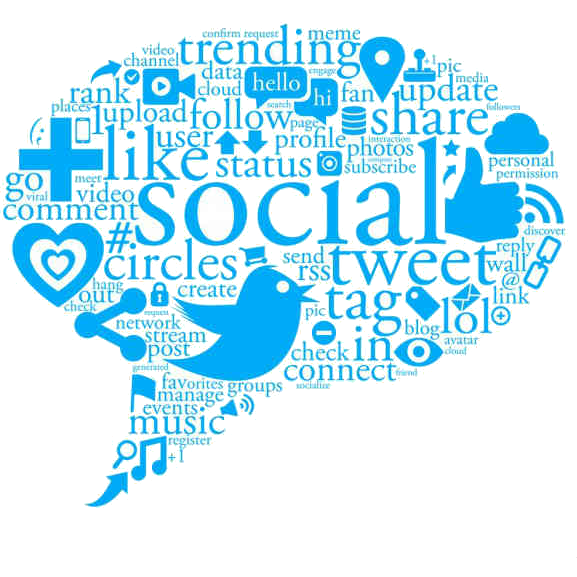 confirm request meme
video trending
channel data engage +1 pic
cloud hello media
rank search hi fan update
places 1 upload follow page share followers
user profile interaction
like status photos personal
compose subscribe permission
go meet
viral video social
comment
# discover
circles send tweet reply
rss wall
hang create @
out tag link
check request pic lol
network blog
stream in avatar
post check cloud
generated connect friend
favorites groups socialize
manage
events
music
register
+1